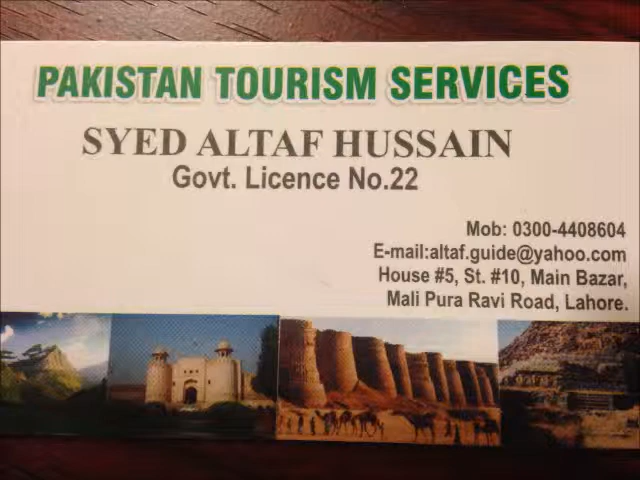 PAKISTAN TOURISM SERVICES
SYED ALTAF HUSSAIN
Govt. Licence No.22
Mob: 0300-4408604
E-mail:altaf.guide@yahoo.com
House #5, St. #10, Main Bazar,
Mali Pura Ravi Road, Lahore.